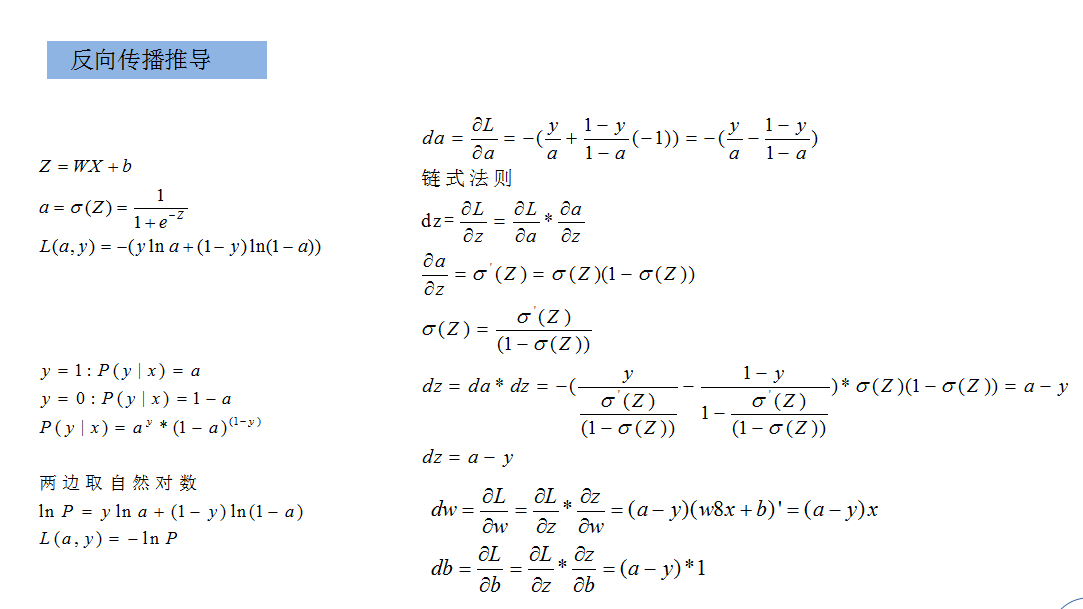 反向传播推导
Z = WX + b
a = σ(Z) = 1/(1 + e^{-Z})
L(a, y) = -(y ln a + (1 - y) ln(1 - a))
y = 1 : P(y | x) = a
y = 0 : P(y | x) = 1 - a
P(y | x) = a^y * (1 - a)^{(1-y)}
两边取自然对数
ln P = y ln a + (1 - y) ln(1 - a)
L(a, y) = - ln P
da = ∂L/∂a = -(y/a + (1 - y)/(1 - a) (-1)) = -(y/a - (1 - y)/(1 - a))
链式法则
dz = ∂L/∂z = ∂L/∂a * ∂a/∂z
∂a/∂z = σ'(Z) = σ(Z)(1 - σ(Z))
σ(Z) = σ'(Z)/(1 - σ(Z))
dz = da * dz = -(y/(σ'(Z)/(1 - σ(Z))) - (1 - y)/(1 - σ'(Z)/(1 - σ(Z)))) * σ(Z)(1 - σ(Z)) = a - y
dz = a - y
dw = ∂L/∂w = ∂L/∂z * ∂z/∂w = (a - y)(w8x + b)' = (a - y)x
db = ∂L/∂b = ∂L/∂z * ∂z/∂b = (a - y) * 1